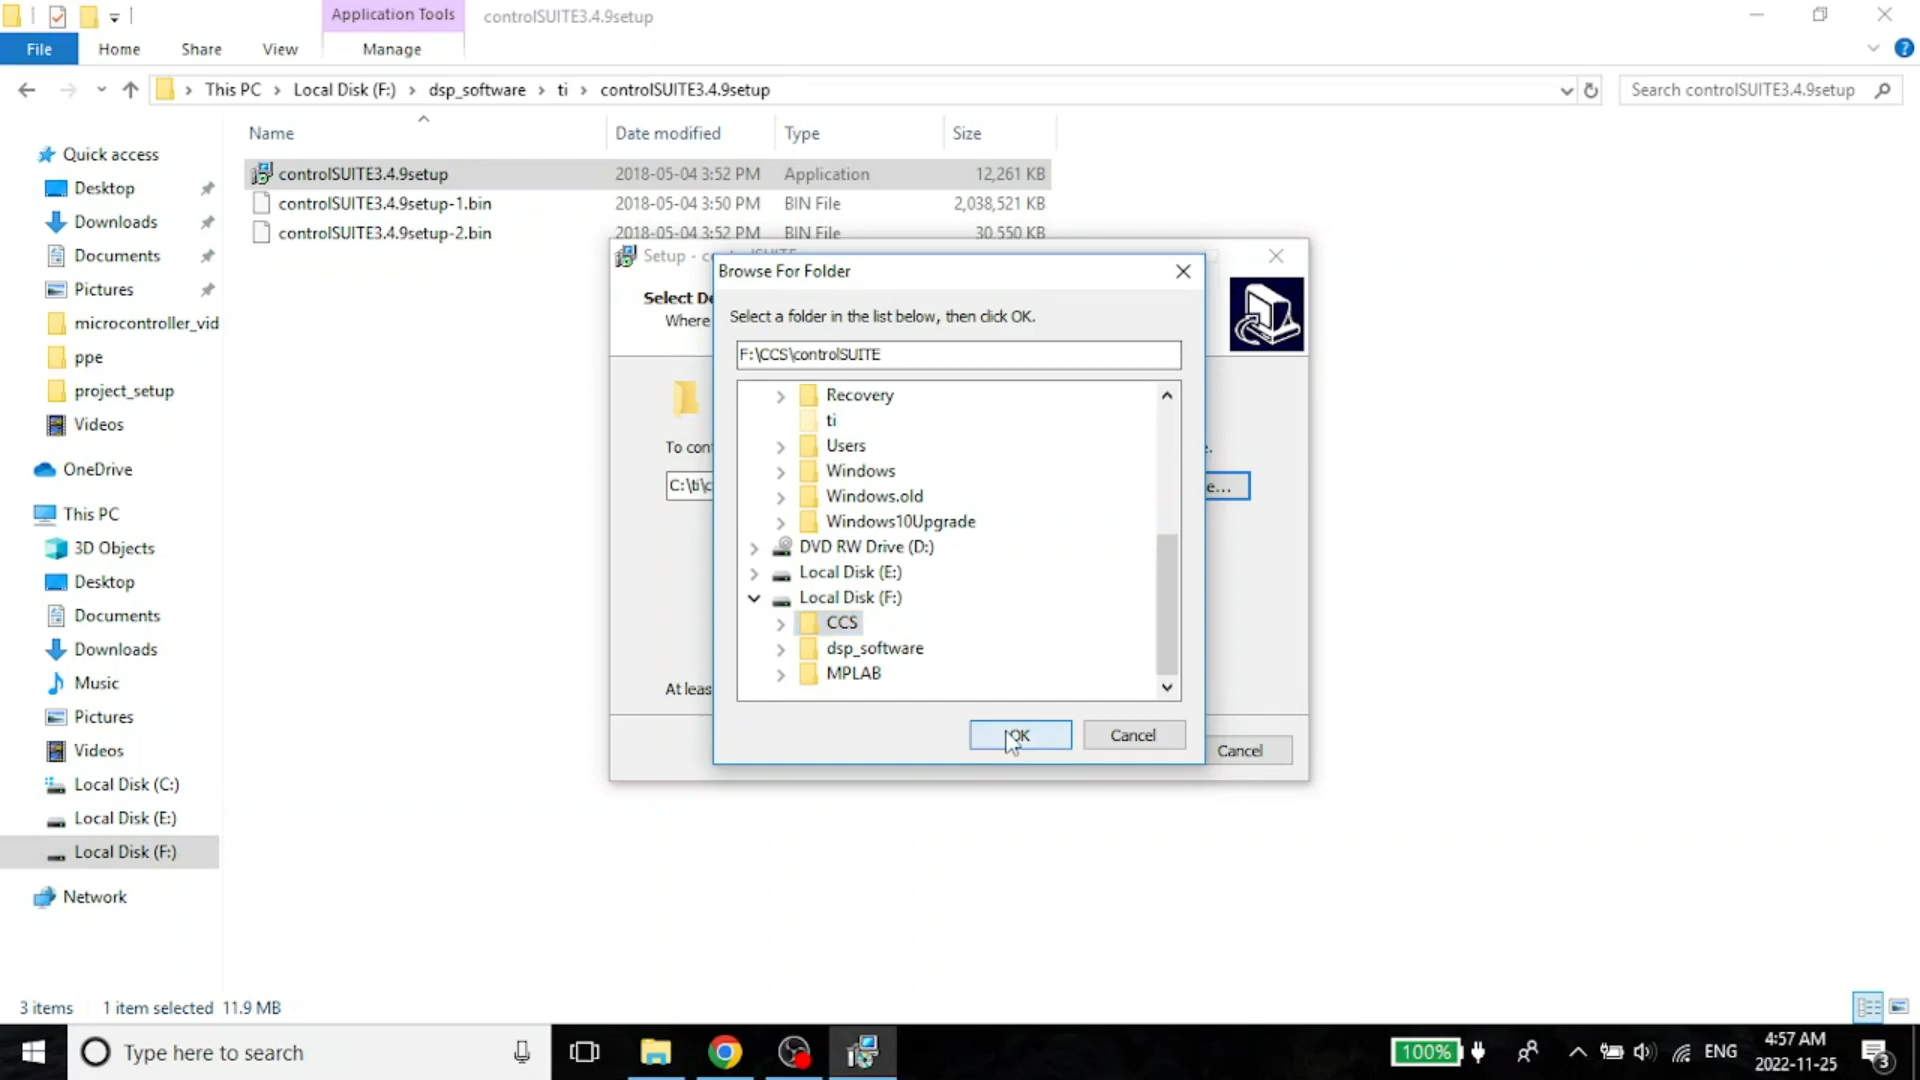 Application Tools
controlSUITE3.4.9setup
File
Home
Share
View
Manage
This PC
Local Disk (F:)
dsp_software
ti
controlSUITE3.4.9setup
Search controlSUITE3.4.9setup
Name
Date modified
Type
Size
controlSUITE3.4.9setup
2018-05-04 3:52 PM
Application
12,261 KB
controlSUITE3.4.9setup-1.bin
2018-05-04 3:50 PM
BIN File
2,038,521 KB
controlSUITE3.4.9setup-2.bin
2018-05-04 3:52 PM
BIN File
30,550 KB
Quick access
Desktop
Downloads
Documents
Pictures
microcontroller_vid
ppe
project_setup
Videos
OneDrive
This PC
3D Objects
Desktop
Documents
Downloads
Music
Pictures
Videos
Local Disk (C:)
Local Disk (E:)
Local Disk (F:)
Network
Setup - controlSUITE
Select De
Where
To con
C:\ti\c
e...
At leas
Cancel
Browse For Folder
Select a folder in the list below, then click OK.
F:\CCS\controlSUITE
Recovery
ti
Users
Windows
Windows.old
Windows10Upgrade
DVD RW Drive (D:)
Local Disk (E:)
Local Disk (F:)
CCS
dsp_software
MPLAB
OK
Cancel
3 items
1 item selected 11.9 MB
Type here to search
100%
ENG
4:57 AM
2022-11-25
3